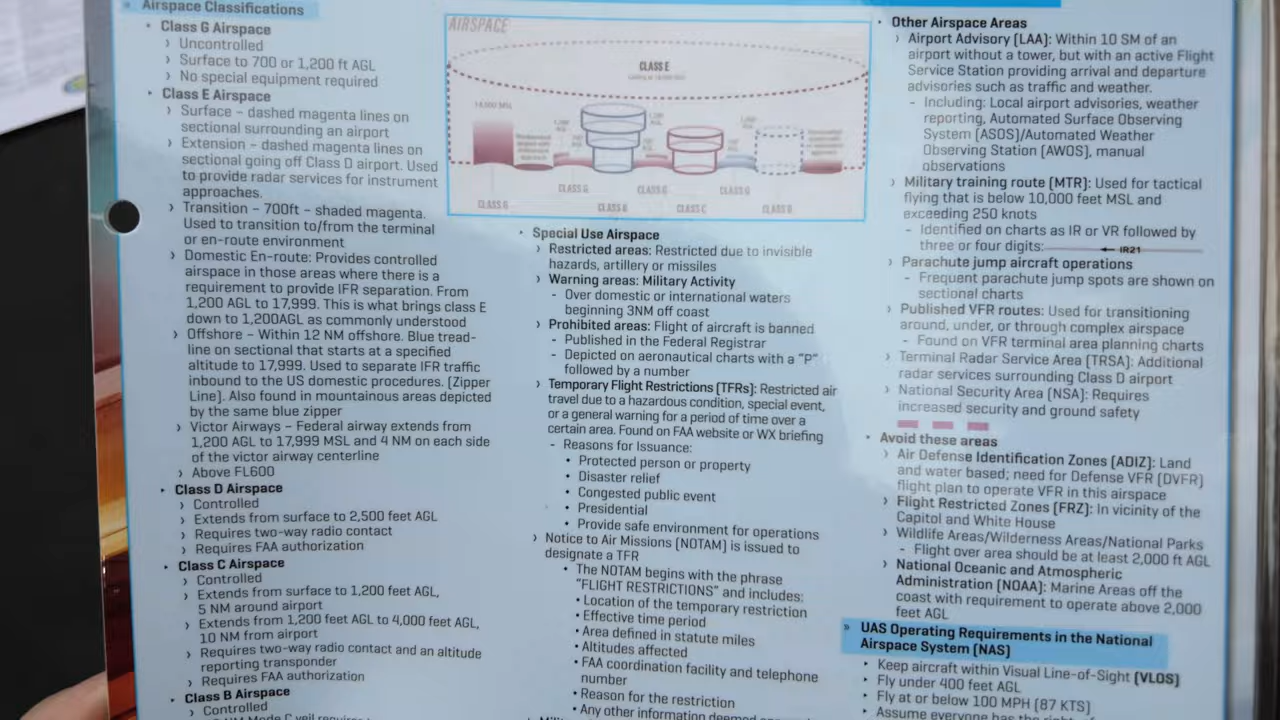 » Airspace Classifications
• Class G Airspace
› Uncontrolled
› Surface to 700 or 1,200 ft AGL
› No special equipment required
• Class E Airspace
› Surface – dashed magenta lines on
sectional surrounding an airport
› Extension – dashed magenta lines on
sectional going off Class D airport. Used
to provide radar services for instrument
approaches.
› Transition – 700ft – shaded magenta.
Used to transition to/from the terminal
or en-route environment
› Domestic En-route: Provides controlled
airspace in those areas where there is a
requirement to provide IFR separation. From
1,200 AGL to 17,999. This is what brings class E
down to 1,200AGL as commonly understood
› Offshore – Within 12 NM offshore. Blue tread-
line on sectional that starts at a specified
altitude to 17,999. Used to separate IFR traffic
inbound to the US domestic procedures. (Zipper
Line). Also found in mountainous areas depicted
by the same blue zipper
› Victor Airways – Federal airway extends from
1,200 AGL to 17,999 MSL and 4 NM on each side
of the victor airway centerline
› Above FL600
• Class D Airspace
› Controlled
› Extends from surface to 2,500 feet AGL
› Requires two-way radio contact
› Requires FAA authorization
• Class C Airspace
› Controlled
› Extends from surface to 1,200 feet AGL,
5 NM around airport
› Extends from 1,200 feet AGL to 4,000 feet AGL,
10 NM from airport
› Requires two-way radio contact and an altitude
reporting transponder
› Requires FAA authorization
• Class B Airspace
› Controlled
NM Mode C veil
AIRSPACE
CLASS E
14,500 MSL
CLASS G
CLASS G
CLASS G
CLASS G
CLASS C
• Special Use Airspace
› Restricted areas: Restricted due to invisible
hazards, artillery or missiles
› Warning areas: Military Activity
- Over domestic or international waters
beginning 3NM off coast
› Prohibited areas: Flight of aircraft is banned
- Published in the Federal Registrar
- Depicted on aeronautical charts with a "P"
followed by a number
› Temporary Flight Restrictions (TFRs): Restricted air
travel due to a hazardous condition, special event,
or a general warning for a period of time over a
certain area. Found on FAA website or WX briefing
- Reasons for Issuance:
• Protected person or property
• Disaster relief
• Congested public event
• Presidential
• Provide safe environment for operations
› Notice to Air Missions (NOTAM) is issued to
designate a TFR
• The NOTAM begins with the phrase
"FLIGHT RESTRICTIONS" and includes:
• Location of the temporary restriction
• Effective time period
• Area defined in statute miles
• Altitudes affected
• FAA coordination facility and telephone
number
• Reason for the restriction
• Any other information deemed
• Other Airspace Areas
› Airport Advisory (LAA): Within 10 SM of an
airport without a tower, but with an active Flight
Service Station providing arrival and departure
advisories such as traffic and weather.
- Including: Local airport advisories, weather
reporting, Automated Surface Observing
System (ASOS)/Automated Weather
Observing Station (AWOS), manual
observations
› Military training route (MTR): Used for tactical
flying that is below 10,000 feet MSL and
exceeding 250 knots
- Identified on charts as IR or VR followed by
three or four digits: ← IR21
› Parachute jump aircraft operations
- Frequent parachute jump spots are shown on
sectional charts
› Published VFR routes: Used for transitioning
around, under, or through complex airspace
- Found on VFR terminal area planning charts
› Terminal Radar Service Area (TRSA): Additional
radar services surrounding Class D airport
› National Security Area (NSA): Requires
increased security and ground safety
• Avoid these areas
› Air Defense Identification Zones (ADIZ): Land
and water based; need for Defense VFR (DVFR)
flight plan to operate VFR in this airspace
› Flight Restricted Zones (FRZ): In vicinity of the
Capitol and White House
› Wildlife Areas/Wilderness Areas/National Parks
- Flight over area should be at least 2,000 ft AGL
› National Oceanic and Atmospheric
Administration (NOAA): Marine Areas off the
coast with requirement to operate above 2,000
feet AGL
» UAS Operating Requirements in the National
Airspace System (NAS)
• Keep aircraft within Visual Line-of-Sight (VLOS)
• Fly under 400 feet AGL
• Fly at or below 100 MPH (87 KTS)
• Assume everyone has the right-of-